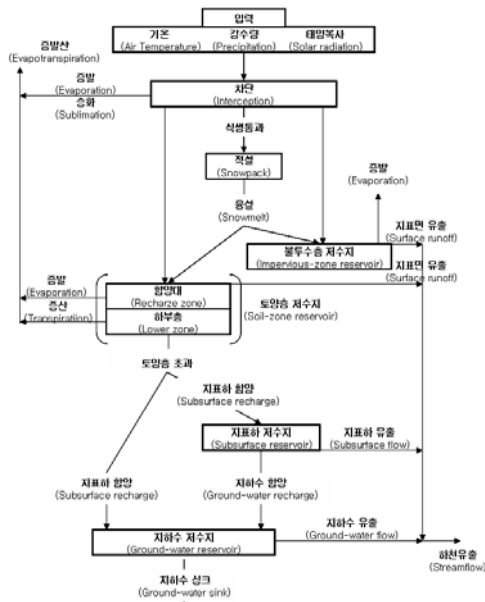 입력
기온 강수량 태양복사
(Air Temperature) (Precipitation) (Solar radiation)
증발산
(Evapotranspiration)
증발
(Evaporation)
승화
(Sublimation)
차단
(Interception)
식생통과
적설
(Snowpack)
증발
(Evaporation)
융설
(Snowmelt)
지표면 유출
(Surface runoff)
불투수층 저수지
(Impervious-zone reservoir)
지표면 유출
(Surface runoff)
증발
(Evaporation)
증산
(Transpiratiion)
함양대
(Recharze zone)
하부층
(Lower zone)
토양층 저수지
(Soil-zone reservoir)
토양층 초과
지표하 함양
(Subsurface recharge)
지표하 저수지
(Subsurface reservoir)
지표하 유출
(Subsurface flow)
지표하 함양
(Subsurface recharge)
지하수 함양
(Ground-water recharge)
지하수 저수지
(Ground-water reservoir)
지하수 유출
(Ground-water flow)
하천유출
(Streamflow)
지하수 싱크
(Ground-water sink)